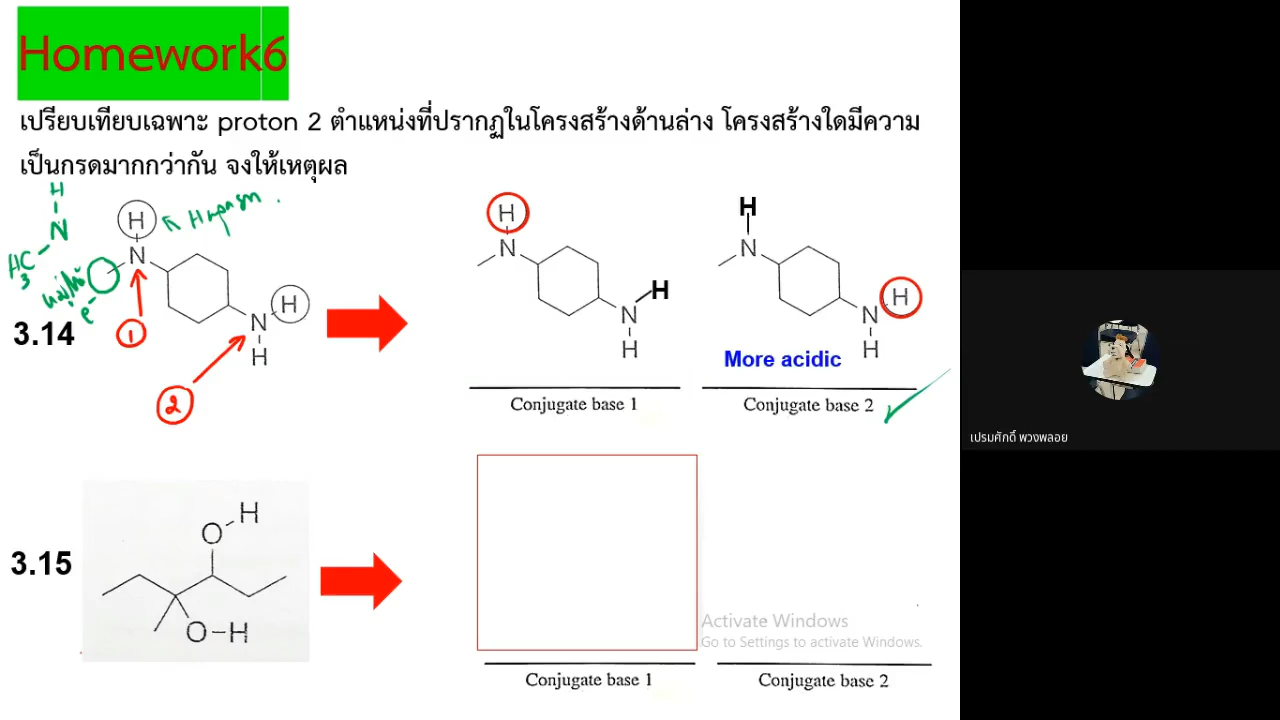 Homework6
เปรียบเทียบเฉพาะ proton 2 ตำแหน่งที่ปรากฏในโครงสร้างด้านล่าง โครงสร้างใดมีความ
เป็นกรดมากกว่ากัน จงให้เหตุผล
3.14
H
N
H₃C
H
N
N
H
H
e⁻
1
2
H
N
H
N
H
Conjugate base 1
H
N
H
N
H
More acidic
Conjugate base 2
3.15
O H
O H
Conjugate base 1
Conjugate base 2
Activate Windows
Go to Settings to activate Windows.
เปรมศักดิ์ พวงพลอย